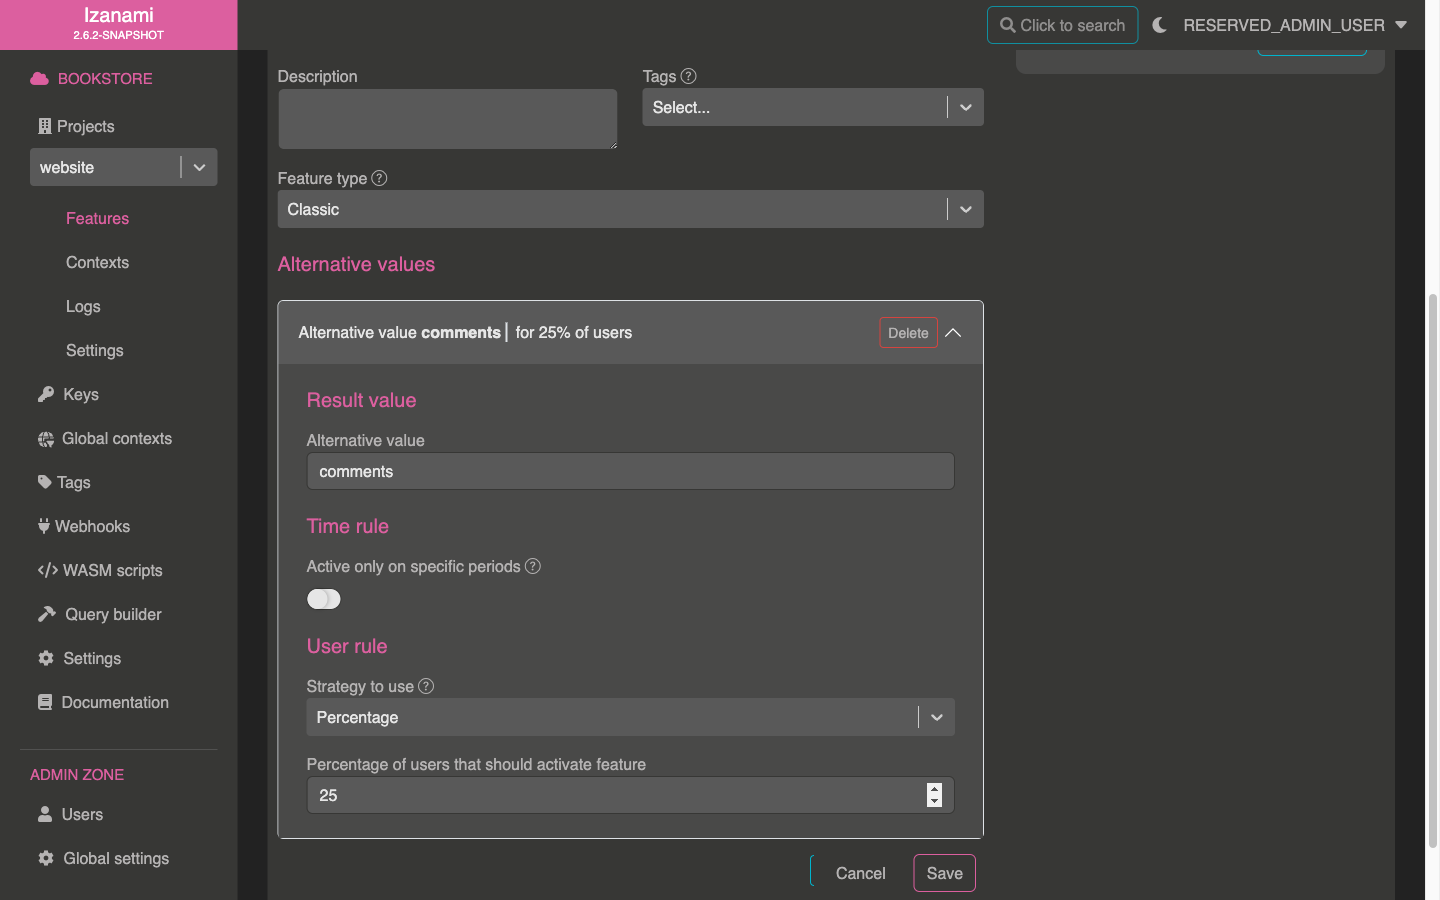 Izanami
2.6.2-SNAPSHOT
Click to search
RESERVED_ADMIN_USER
BOOKSTORE
Projects
website
Features
Contexts
Logs
Settings
Keys
Global contexts
Tags
Webhooks
WASM scripts
Query builder
Settings
Documentation
ADMIN ZONE
Users
Global settings
Description
Tags
Select...
Feature type
Classic
Alternative values
Alternative value comments for 25% of users
Delete
Result value
Alternative value
comments
Time rule
Active only on specific periods
User rule
Strategy to use
Percentage
Percentage of users that should activate feature
25
Cancel
Save